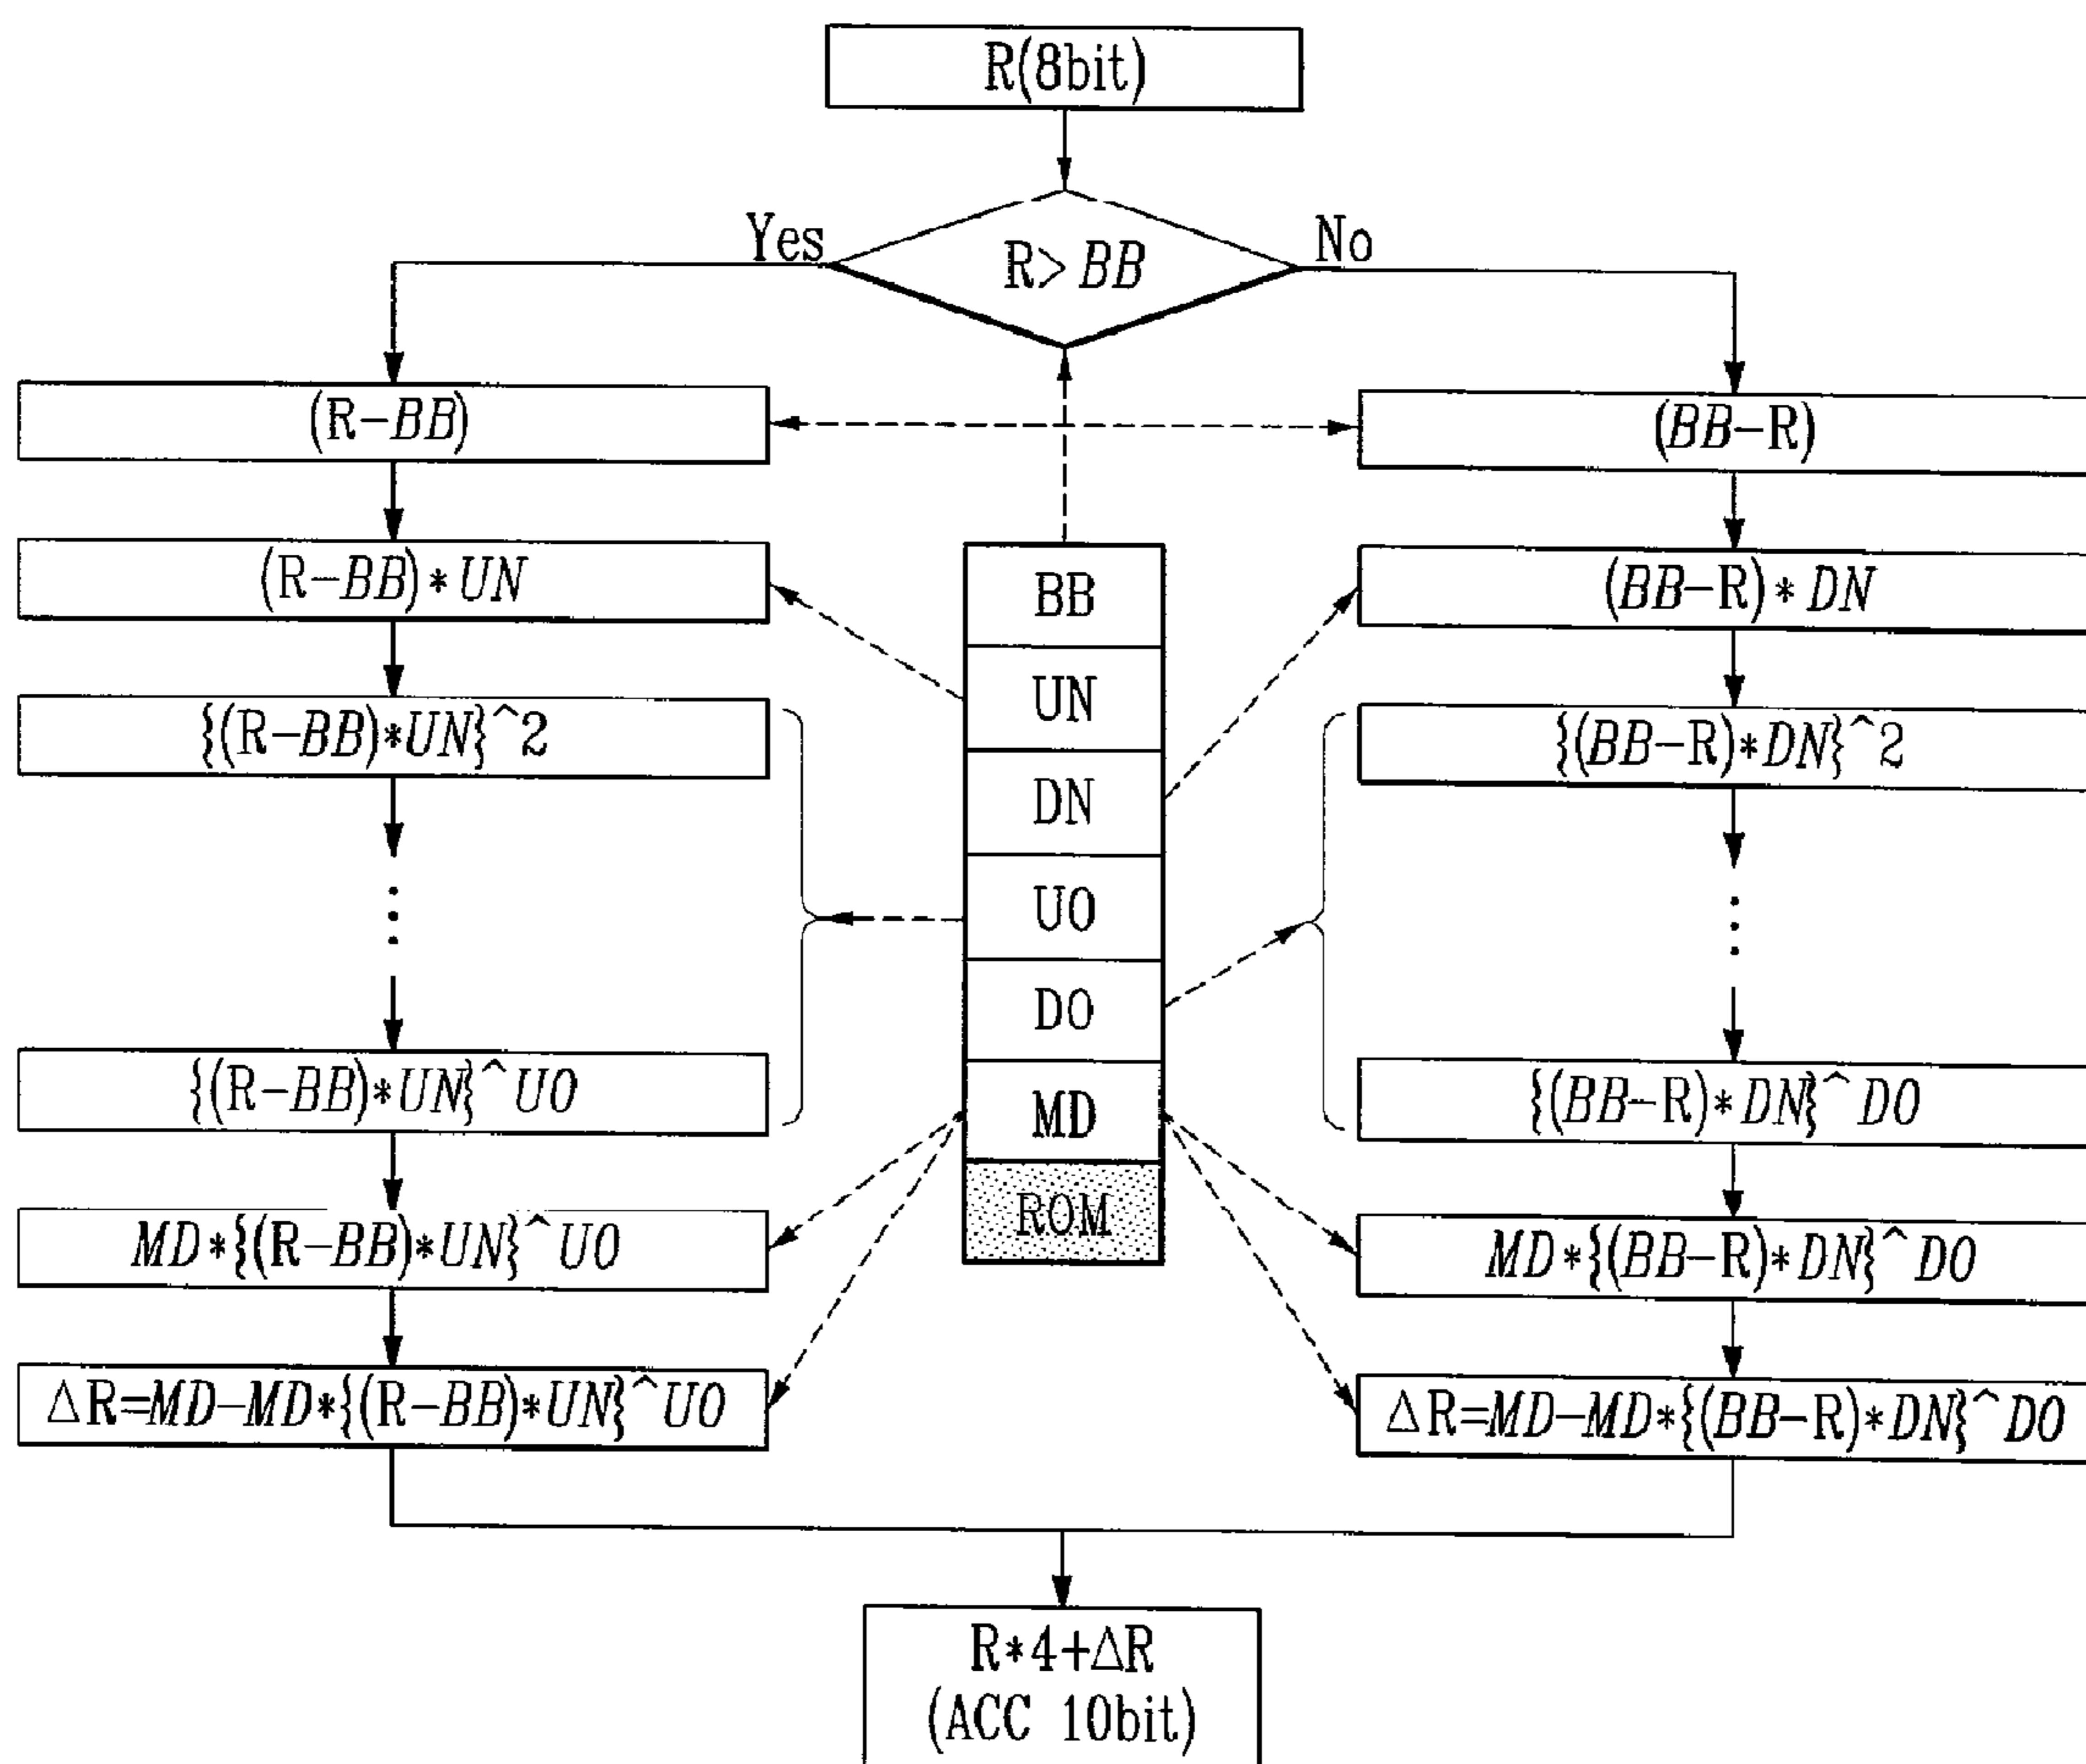 R(8bit)
Yes
R>BB
No
(R-BB)
(BB-R)
(R-BB)*UN
(BB-R)*DN
{(R-BB)*UN}^2
{(BB-R)*DN}^2
BB
UN
DN
UO
DO
MD
ROM
{(R-BB)*UN}^UO
{(BB-R)*DN}^DO
MD*{(R-BB)*UN}^UO
MD*{(BB-R)*DN}^DO
ΔR=MD-MD*{(R-BB)*UN}^UO
ΔR=MD-MD*{(BB-R)*DN}^DO
R*4+ΔR
(ACC 10bit)